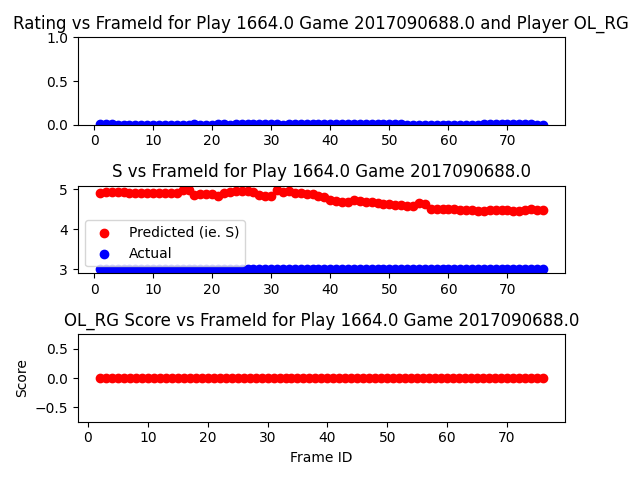 Rating vs FrameId for Play 1664.0 Game 2017090688.0 and Player OL_RG
1.0
0.5
0.0
0 10 20 30 40 50 60 70
S vs FrameId for Play 1664.0 Game 2017090688.0
5
4
3
Predicted (ie. S)
Actual
0 10 20 30 40 50 60 70
OL_RG Score vs FrameId for Play 1664.0 Game 2017090688.0
Score
0.5
0.0
−0.5
0 10 20 30 40 50 60 70
Frame ID